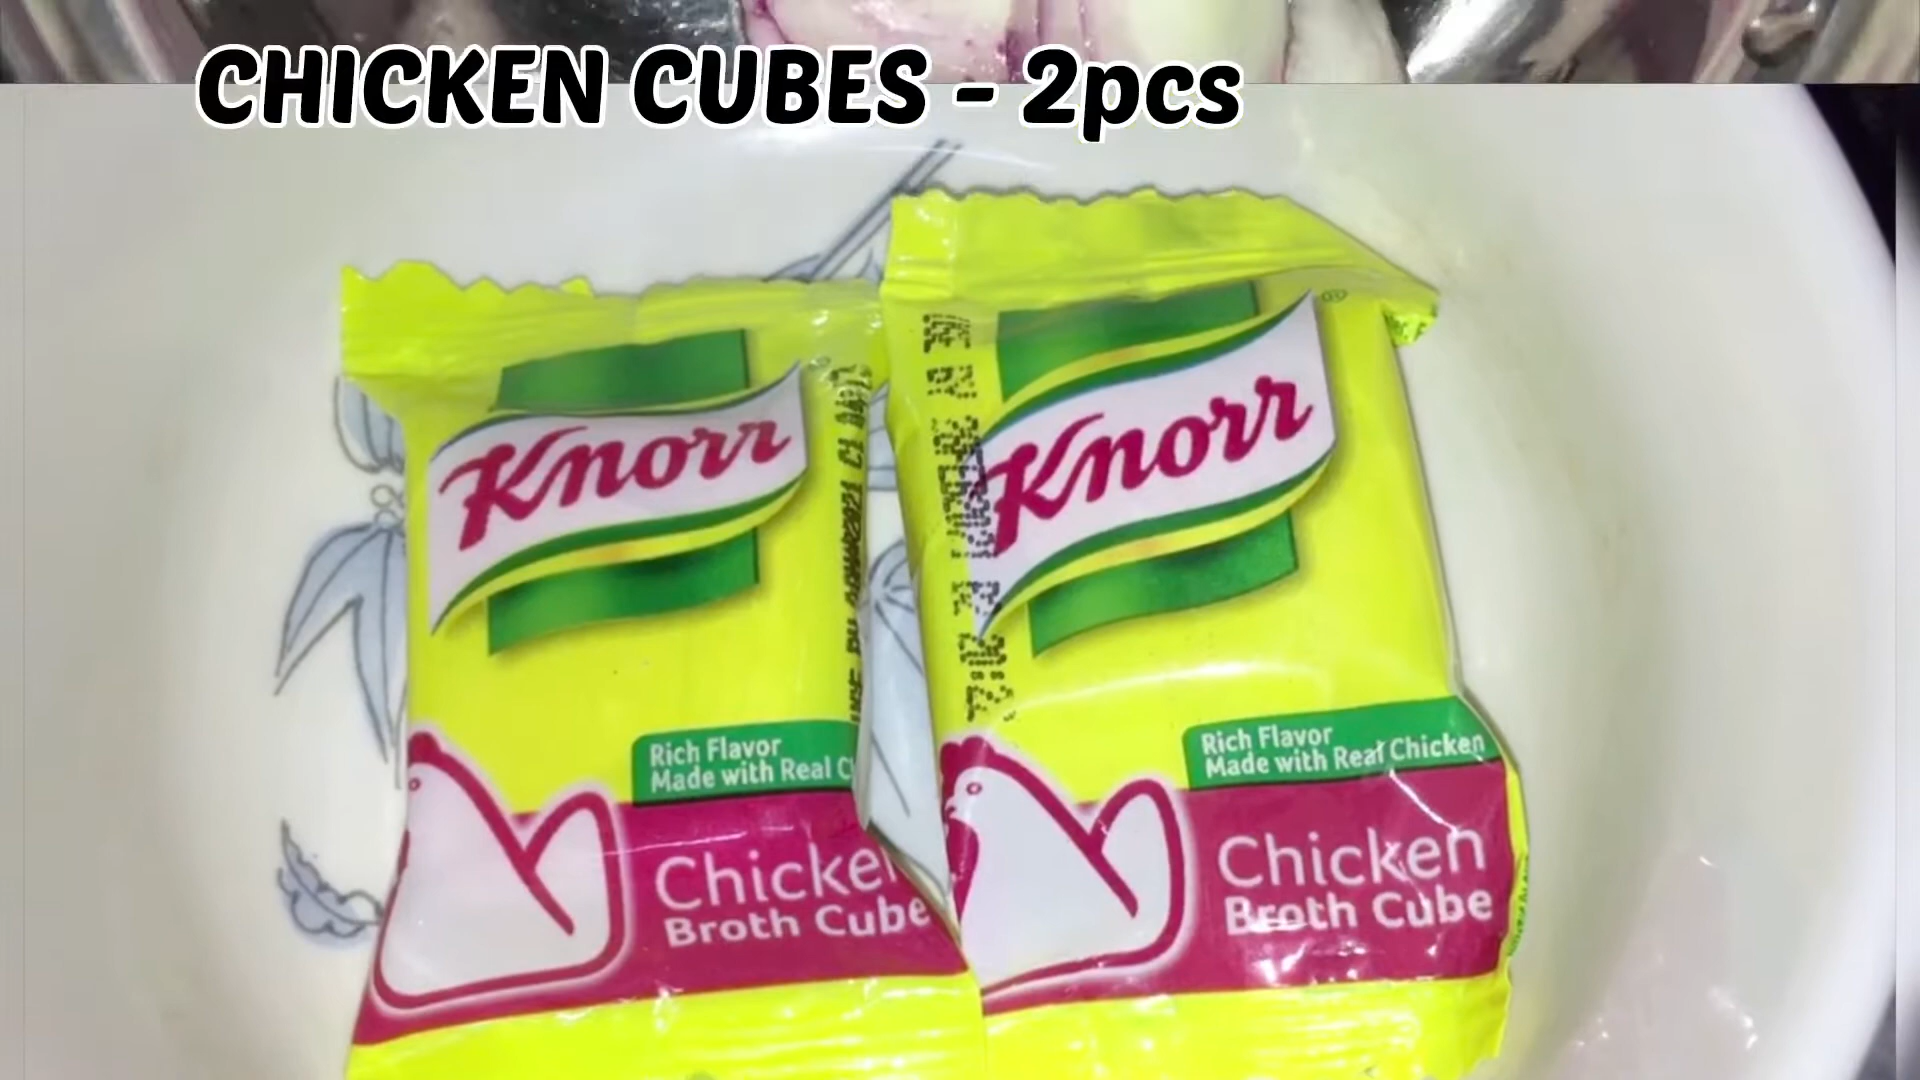 CHICKEN CUBES - 2pcs
Knorr
Rich Flavor
Made with Real C
Chicken
Broth Cube
Knorr
Rich Flavor
Made with Real Chicken
Chicken
Broth Cube